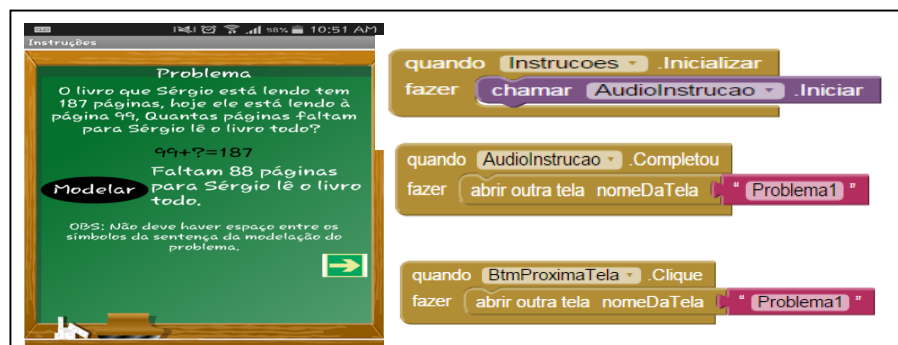 58% 10:51 AM
Instruções
Problema
O livro que Sérgio está lendo tem
187 páginas, hoje ele está lendo à
página 99, Quantas páginas faltam
para Sérgio lê o livro todo?
99+?=187
Faltam 88 páginas
Modelar para Sérgio lê o livro
todo.
OBS: Não deve haver espaço entre os
símbolos da sentença da modelação do
problema.
quando Instrucoes .Inicializar
fazer chamar AudioInstrucao .Iniciar
quando AudioInstrucao .Completou
fazer abrir outra tela nomeDaTela " Problema1 "
quando BtmProximaTela .Clique
fazer abrir outra tela nomeDaTela " Problema1 "